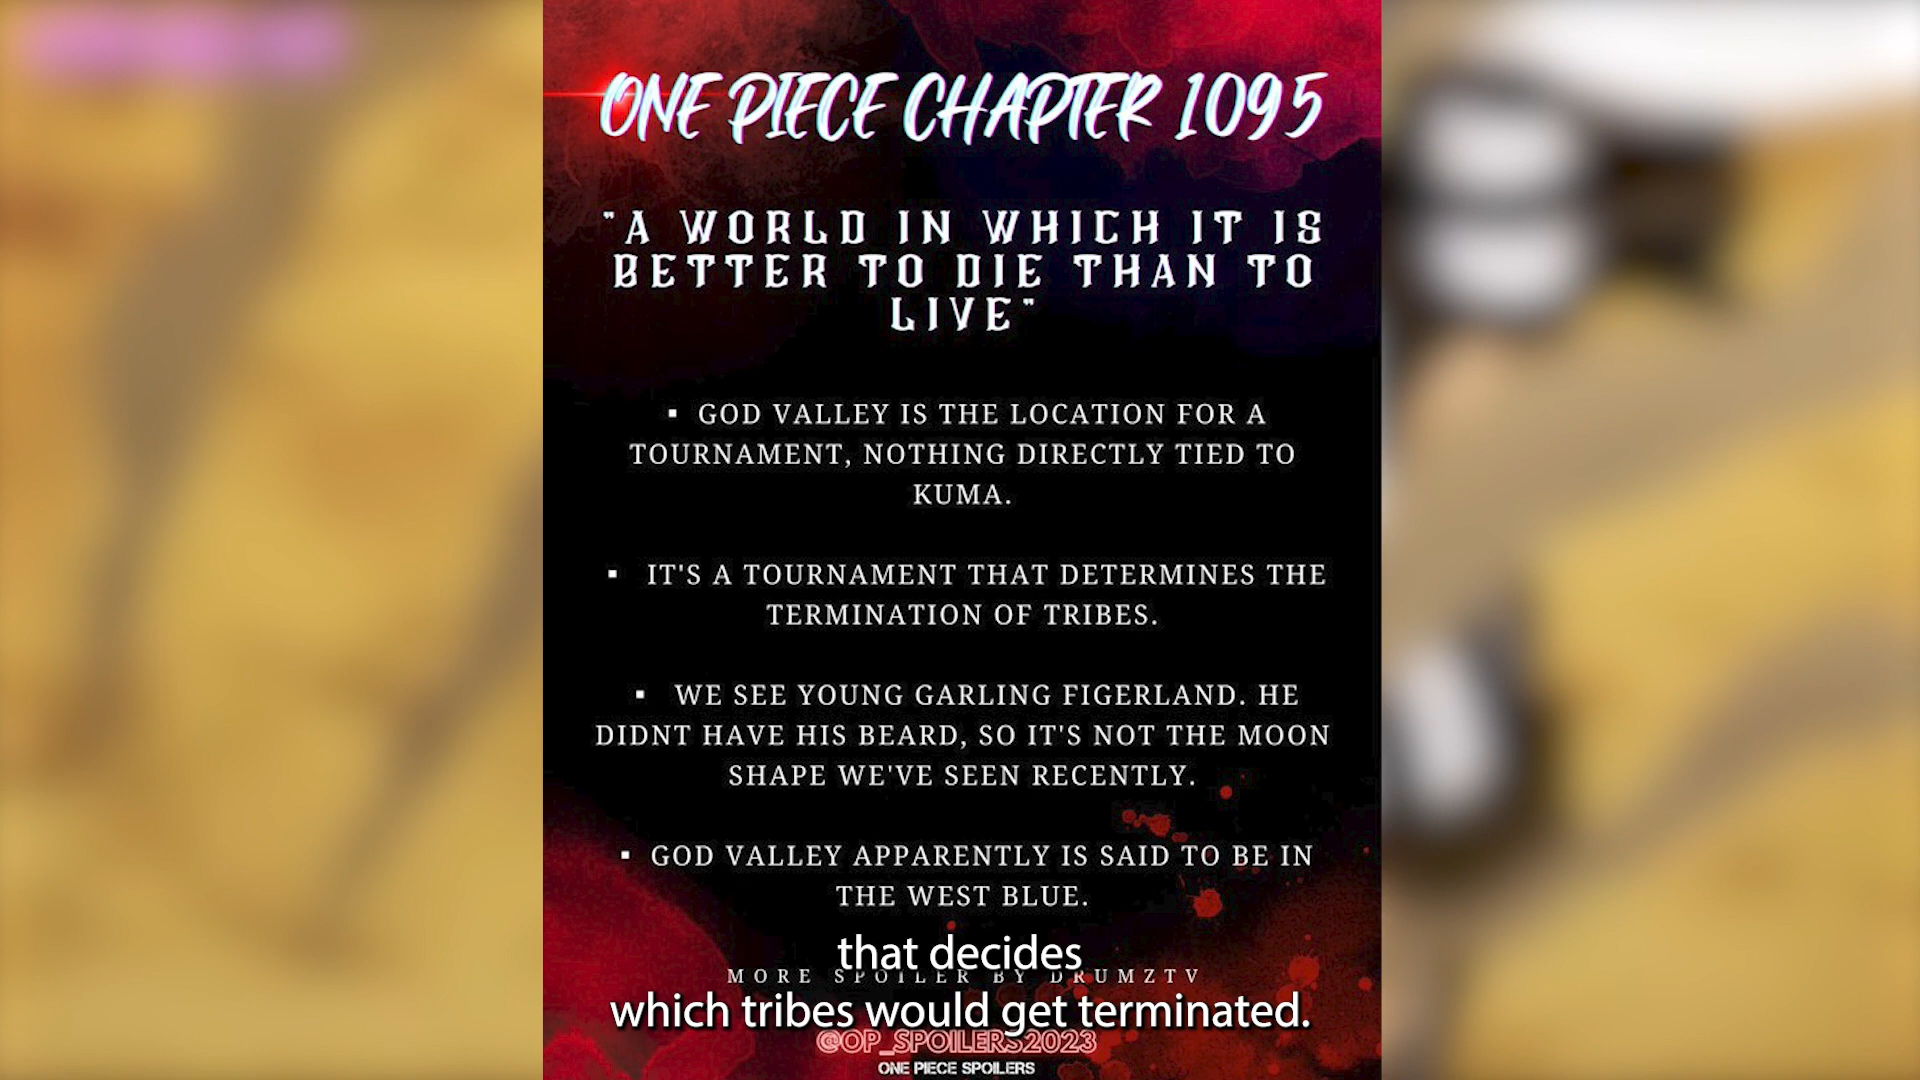 ONE PIECE CHAPTER 1095
"A WORLD IN WHICH IT IS
BETTER TO DIE THAN TO
LIVE"
▪ GOD VALLEY IS THE LOCATION FOR A
TOURNAMENT, NOTHING DIRECTLY TIED TO
KUMA.
▪ IT'S A TOURNAMENT THAT DETERMINES THE
TERMINATION OF TRIBES.
▪ WE SEE YOUNG GARLING FIGERLAND. HE
DIDNT HAVE HIS BEARD, SO IT'S NOT THE MOON
SHAPE WE'VE SEEN RECENTLY.
▪ GOD VALLEY APPARENTLY IS SAID TO BE IN
THE WEST BLUE.
that decides
MORE SPOILER BY DRUMZTV
which tribes would get terminated.
@OP_SPOILERS2023
ONE PIECE SPOILERS